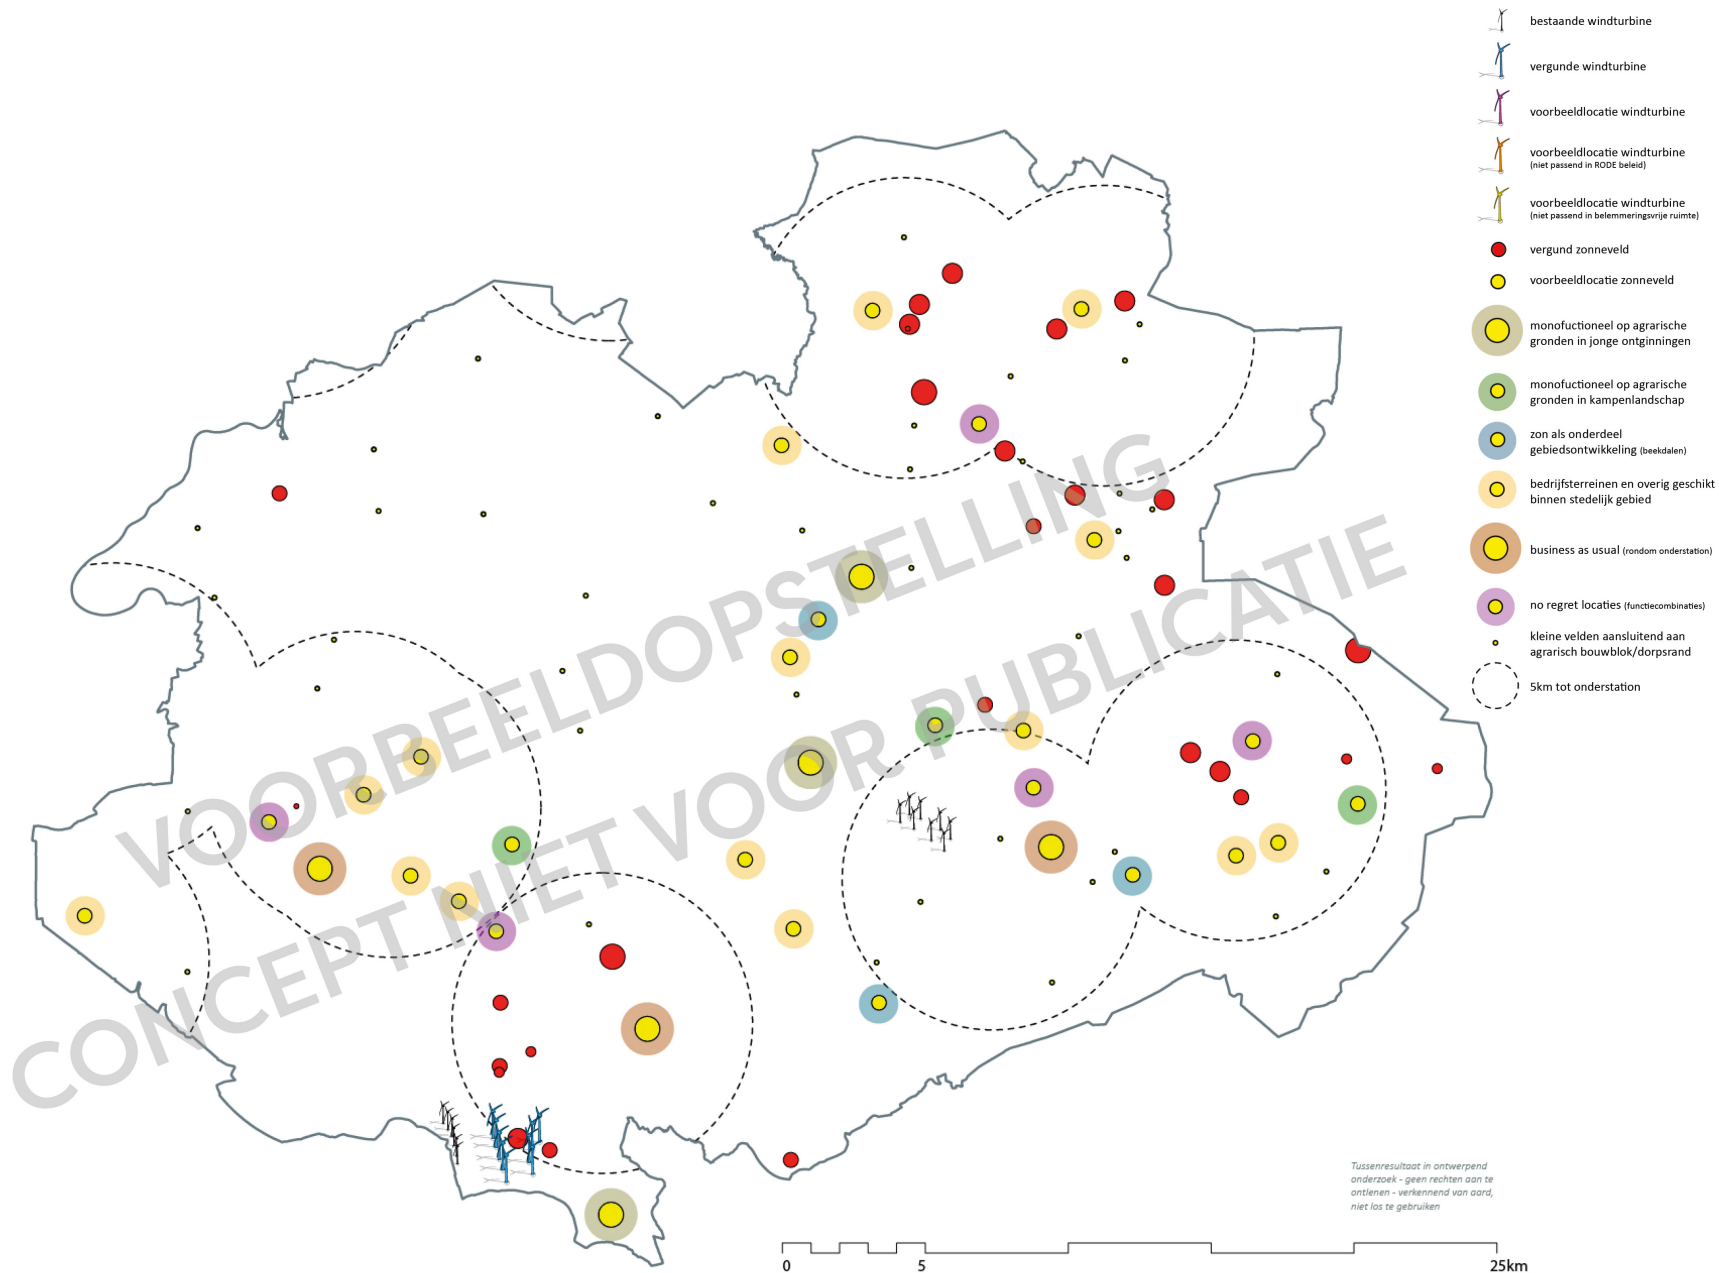 bestaande windturbine
vergunde windturbine
voorbeeldlocatie windturbine
voorbeeldlocatie windturbine
(niet passend in RODE beleid)
voorbeeldlocatie windturbine
(niet passend in belemmeringsvrije ruimte)
vergund zonneveld
voorbeeldlocatie zonneveld
monofuctioneel op agrarische
gronden in jonge ontginningen
monofuctioneel op agrarische
gronden in kampenlandschap
zon als onderdeel
gebiedsontwikkeling (beekdalen)
bedrijfsterreinen en overig geschikt
binnen stedelijk gebied
business as usual (rondom onderstation)
no regret locaties (functiecombinaties)
kleine velden aansluitend aan
agrarisch bouwblok/dorpsrand
5km tot onderstation
VOORBEELDOPSTELLING
CONCEPT NIET VOOR PUBLICATIE
Tussenresultaat in ontwerpend
onderzoek - geen rechten aan te
ontlenen - verkennend van aard,
niet los te gebruiken
0 5 25km